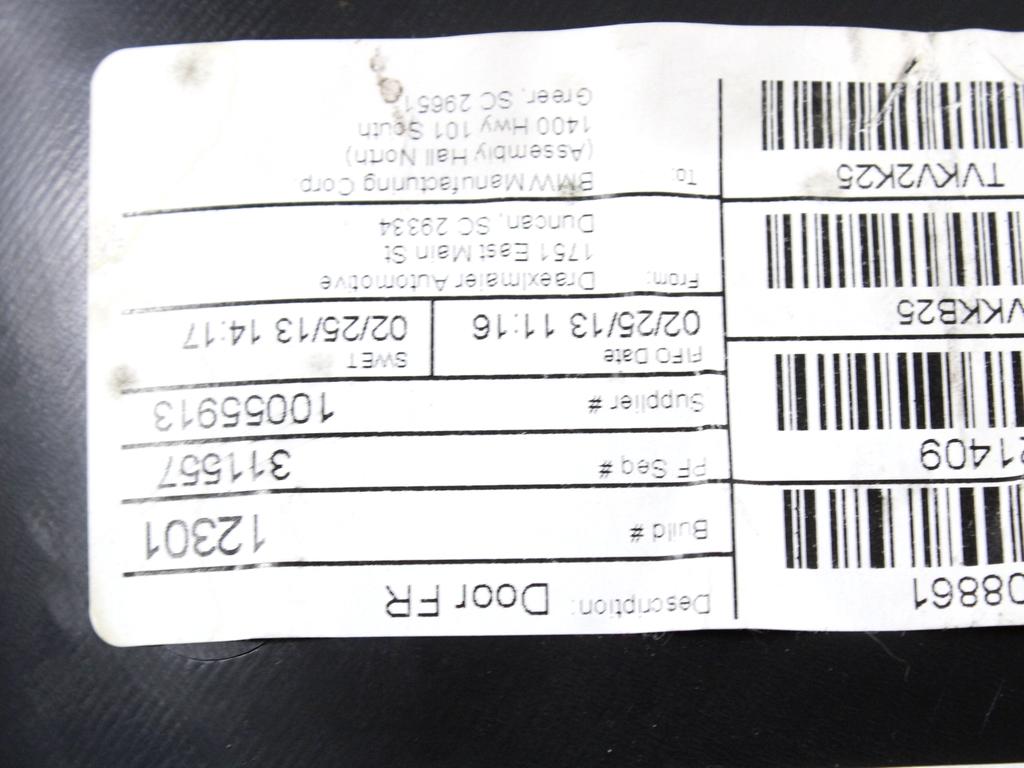 08861
21409
VKKB25
TVKV2K25
Description: Door FR
Build # 12301
PF Seq # 311557
Supplier # 10055913
FIFO Date SWET
02/25/13 11:16 02/25/13 14:17
From: Draexlmaier Automotive
1751 East Main St
Duncan, SC 29334
To: BMW Manufacturing Corp
(Assembly Hall North)
1400 Hwy 101 South
Greer, SC 29651